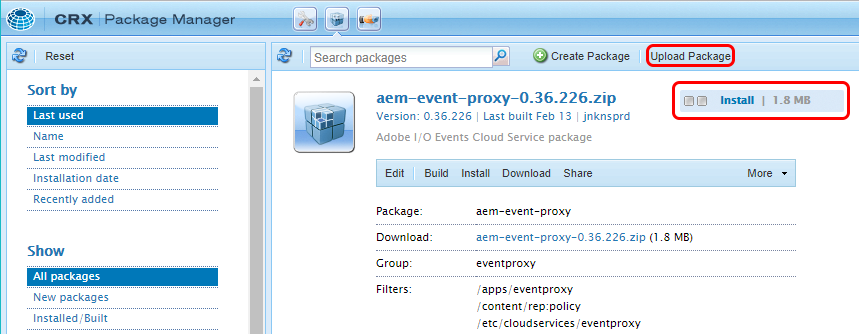 CRX | Package Manager
Reset
Sort by
Last used
Name
Last modified
Installation date
Recently added
Show
All packages
New packages
Installed/Built
Search packages
Create Package
Upload Package
aem-event-proxy-0.36.226.zip
Install | 1.8 MB
Version: 0.36.226 | Last built Feb 13 | jnknsprd
Adobe I/O Events Cloud Service package
Edit Build Install Download Share More
Package: aem-event-proxy
Download: aem-event-proxy-0.36.226.zip (1.8 MB)
Group: eventproxy
Filters: /apps/eventproxy
/content/rep:policy
/etc/cloudservices/eventproxy